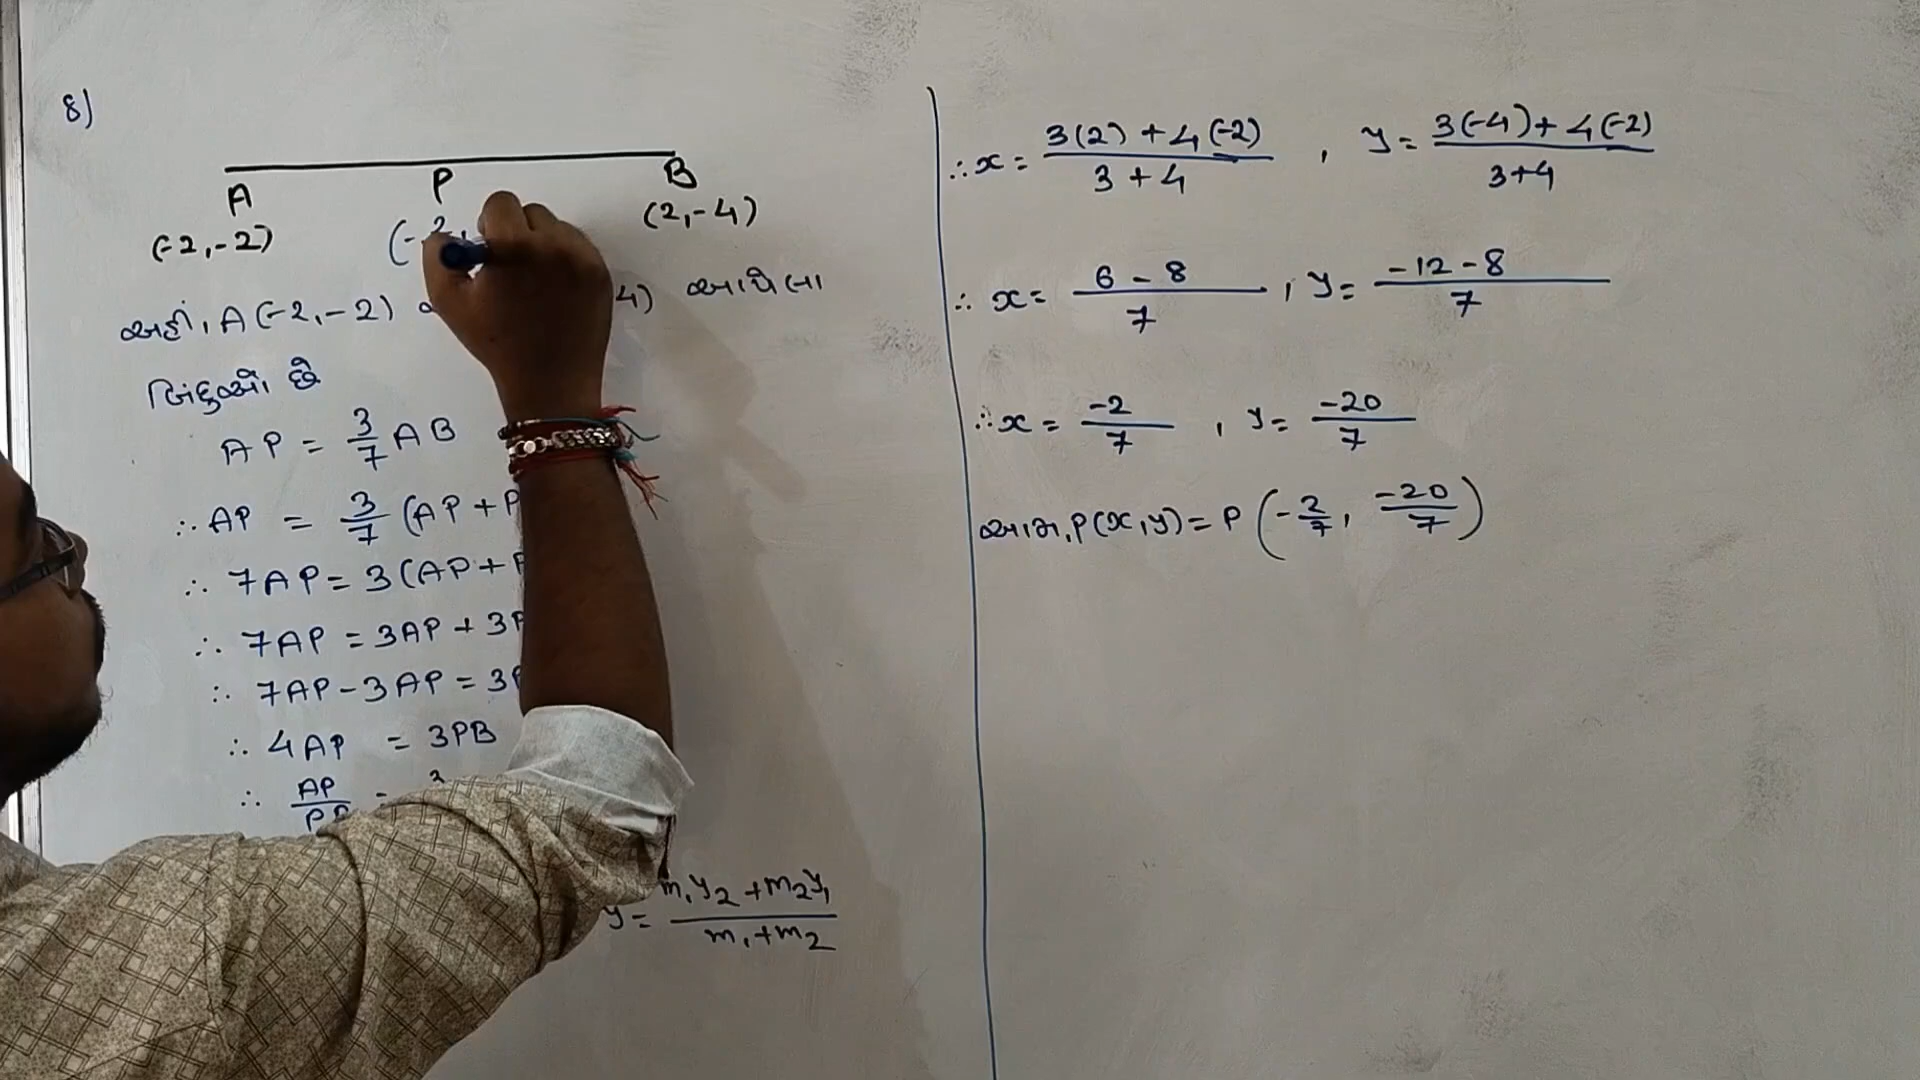 8)
A P B
(-2,-2) (-2, (2,-4)
અહીં, A(-2,-2) 4) આપેલા
બિંદુઓ છે
AP = 3/7 AB
∴ AP = 3/7 (AP + P
∴ 7AP = 3(AP +
∴ 7AP = 3AP + 3P
∴ 7AP - 3AP = 3P
∴ 4AP = 3PB
∴ AP/PB =
y = m₁y₂ + m₂y₁ / m₁ + m₂
∴ x = 3(2) + 4(-2) / 3 + 4 , y = 3(-4) + 4(-2) / 3+4
∴ x = 6 - 8 / 7 , y = -12 - 8 / 7
∴ x = -2/7 , y = -20/7
આમ, P(x,y) = P(-2/7, -20/7)